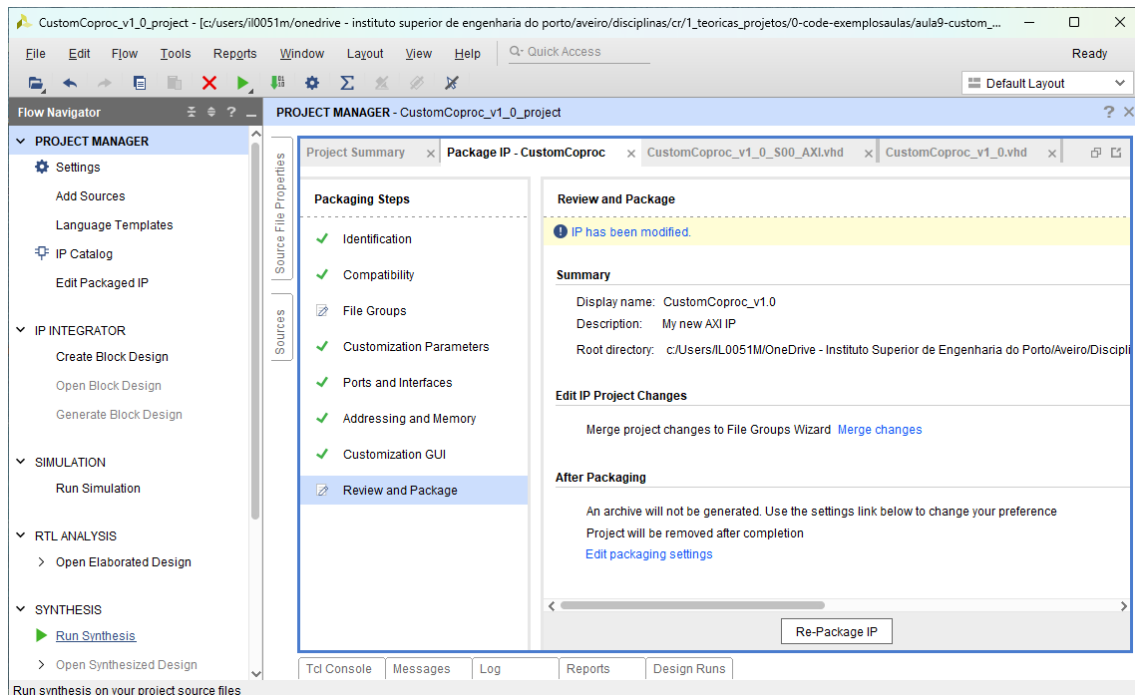 CustomCoproc_v1_0_project - [c:/users/il0051m/onedrive - instituto superior de engenharia do porto/aveiro/disciplinas/cr/1_teoricas_projetos/0-code-exemplosaulas/aula9-custom_...
File Edit Flow Tools Reports Window Layout View Help Q- Quick Access Ready
Default Layout
Flow Navigator
PROJECT MANAGER
Settings
Add Sources
Language Templates
IP Catalog
Edit Packaged IP
IP INTEGRATOR
Create Block Design
Open Block Design
Generate Block Design
SIMULATION
Run Simulation
RTL ANALYSIS
Open Elaborated Design
SYNTHESIS
Run Synthesis
Open Synthesized Design
PROJECT MANAGER - CustomCoproc_v1_0_project
Source File Properties
Sources
Project Summary Package IP - CustomCoproc CustomCoproc_v1_0_S00_AXI.vhd CustomCoproc_v1_0.vhd
Packaging Steps
Identification
Compatibility
File Groups
Customization Parameters
Ports and Interfaces
Addressing and Memory
Customization GUI
Review and Package
Review and Package
IP has been modified.
Summary
Display name: CustomCoproc_v1.0
Description: My new AXI IP
Root directory: c:/Users/IL0051M/OneDrive - Instituto Superior de Engenharia do Porto/Aveiro/Discipli
Edit IP Project Changes
Merge project changes to File Groups Wizard Merge changes
After Packaging
An archive will not be generated. Use the settings link below to change your preference
Project will be removed after completion
Edit packaging settings
Re-Package IP
Tcl Console Messages Log Reports Design Runs
Run synthesis on your project source files